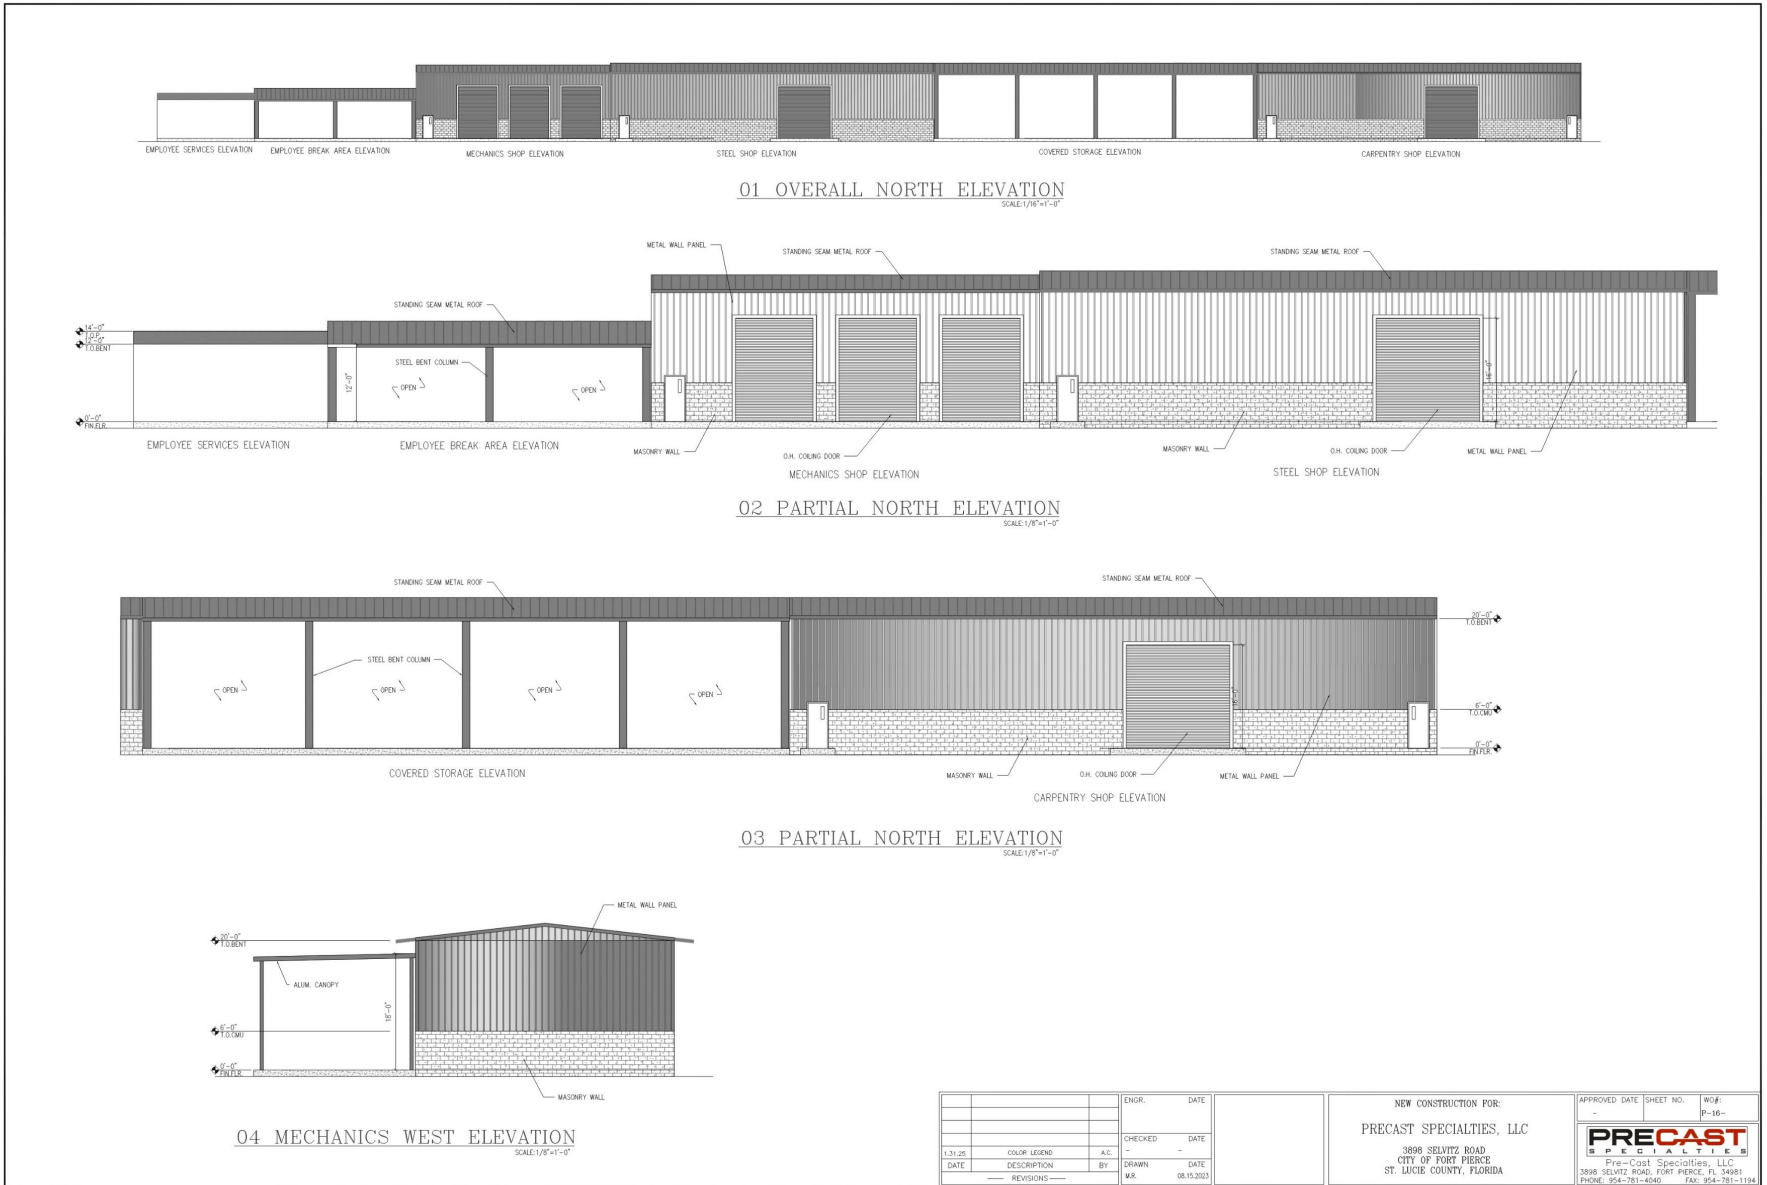 EMPLOYEE SERVICES ELEVATION
EMPLOYEE BREAK AREA ELEVATION
MECHANICS SHOP ELEVATION
STEEL SHOP ELEVATION
COVERED STORAGE ELEVATION
CARPENTRY SHOP ELEVATION
01 OVERALL NORTH ELEVATION
SCALE:1/16"=1'-0"
METAL WALL PANEL
STANDING SEAM METAL ROOF
STANDING SEAM METAL ROOF
STANDING SEAM METAL ROOF
14'-0"
T.O.P.
12'-0"
T.O.BENT
STEEL BENT COLUMN
12'-0"
OPEN
OPEN
16'-0"
0'-0"
FIN.FLR.
EMPLOYEE SERVICES ELEVATION
EMPLOYEE BREAK AREA ELEVATION
MASONRY WALL
O.H. COILING DOOR
MECHANICS SHOP ELEVATION
MASONRY WALL
O.H. COILING DOOR
METAL WALL PANEL
STEEL SHOP ELEVATION
02 PARTIAL NORTH ELEVATION
SCALE:1/8"=1'-0"
STANDING SEAM METAL ROOF
STANDING SEAM METAL ROOF
20'-0"
T.O.BENT
STEEL BENT COLUMN
OPEN
OPEN
OPEN
OPEN
16'-0"
6'-0"
T.O.CMU
0'-0"
FIN.FLR.
COVERED STORAGE ELEVATION
MASONRY WALL
O.H. COILING DOOR
METAL WALL PANEL
CARPENTRY SHOP ELEVATION
03 PARTIAL NORTH ELEVATION
SCALE:1/8"=1'-0"
METAL WALL PANEL
20'-0"
T.O.BENT
ALUM. CANOPY
18'-0"
6'-0"
T.O.CMU
0'-0"
FIN.FLR.
MASONRY WALL
04 MECHANICS WEST ELEVATION
SCALE:1/8"=1'-0"
1.31.25 COLOR LEGEND A.C.
DATE DESCRIPTION BY
REVISIONS
ENGR. DATE
CHECKED DATE
- -
DRAWN DATE
M.R. 08.15.2023
NEW CONSTRUCTION FOR:
PRECAST SPECIALTIES, LLC
3898 SELVITZ ROAD
CITY OF FORT PIERCE
ST. LUCIE COUNTY, FLORIDA
APPROVED DATE SHEET NO. WO#:
- P-16-
PRECAST
SPECIALTIES
Pre-Cast Specialties, LLC
3898 SELVITZ ROAD, FORT PIERCE, FL 34981
PHONE: 954-781-4040 FAX: 954-781-1194